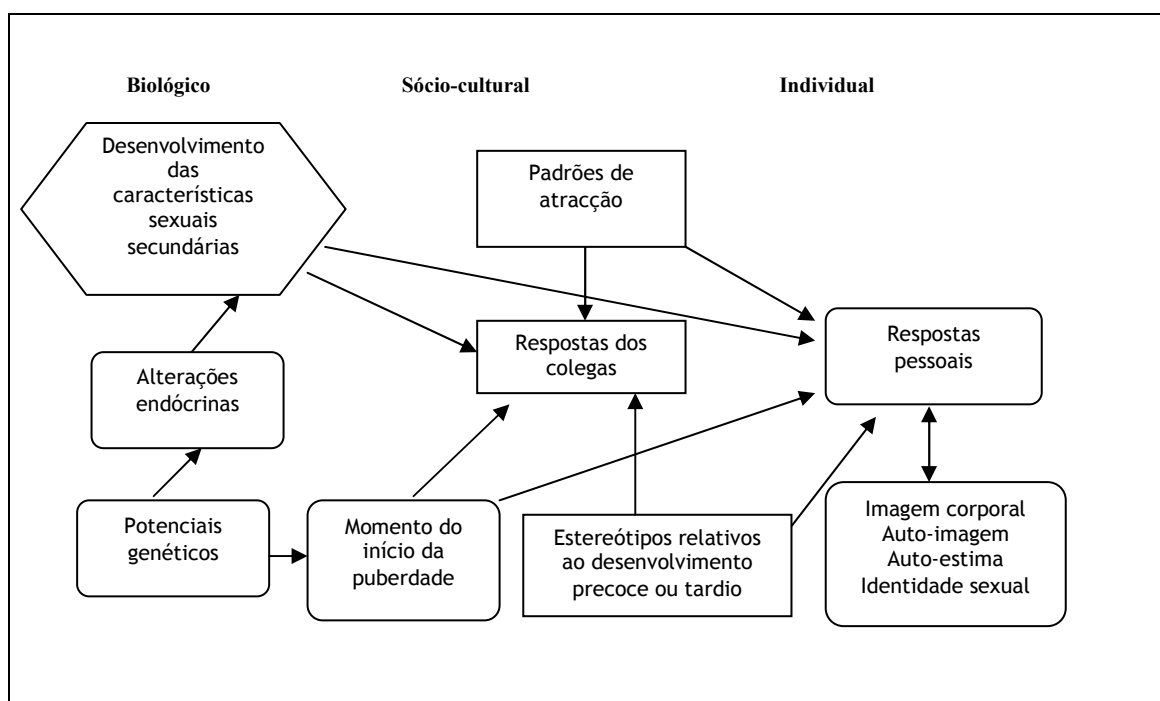 Biológico
Sócio-cultural
Individual
Desenvolvimento
das
características
sexuais
secundárias
Padrões de
atracção
Respostas dos
colegas
Respostas
pessoais
Alterações
endócrinas
Potenciais
genéticos
Momento do
início da
puberdade
Estereótipos relativos
ao desenvolvimento
precoce ou tardio
Imagem corporal
Auto-imagem
Auto-estima
Identidade sexual